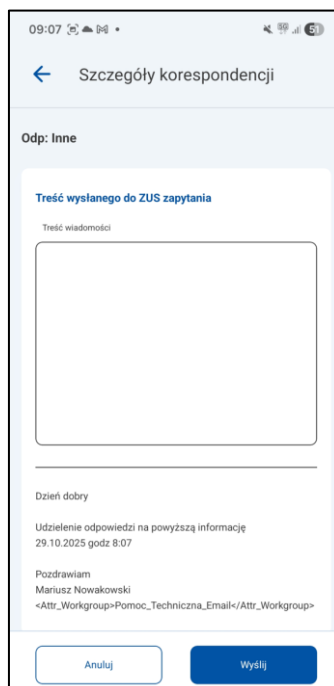 09:07
51
Szczegóły korespondencji
Odp: Inne
Treść wysłanego do ZUS zapytania
Treść wiadomości
Dzień dobry
Udzielenie odpowiedzi na powyższą informację
29.10.2025 godz 8:07
Pozdrawiam
Mariusz Nowakowski
<Attr_Workgroup>Pomoc_Techniczna_Email</Attr_Workgroup>
Anuluj
Wyślij